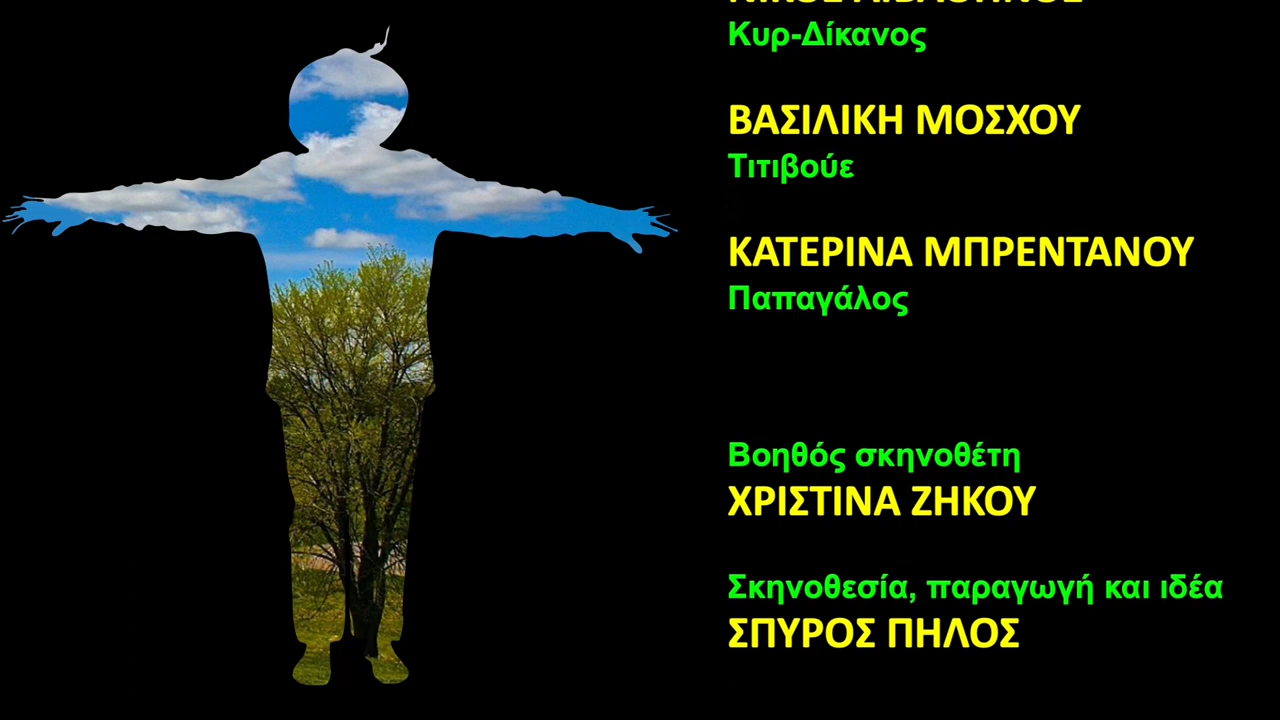 Κυρ-Δίκανος
ΒΑΣΙΛΙΚΗ ΜΟΣΧΟΥ
Τιτιβούε
ΚΑΤΕΡΙΝΑ ΜΠΡΕΝΤΑΝΟΥ
Παπαγάλος
Βοηθός σκηνοθέτη
ΧΡΙΣΤΙΝΑ ΖΗΚΟΥ
Σκηνοθεσία, παραγωγή και ιδέα
ΣΠΥΡΟΣ ΠΗΛΟΣ